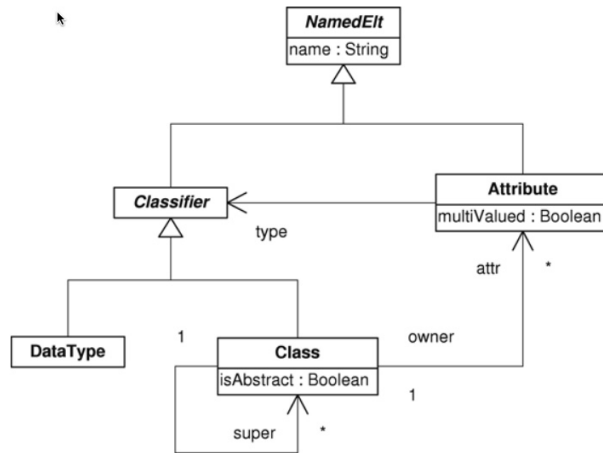 NamedElt
name : String
Classifier
Attribute
multiValued : Boolean
type
attr
*
DataType
1
Class
isAbstract : Boolean
owner
1
super
*